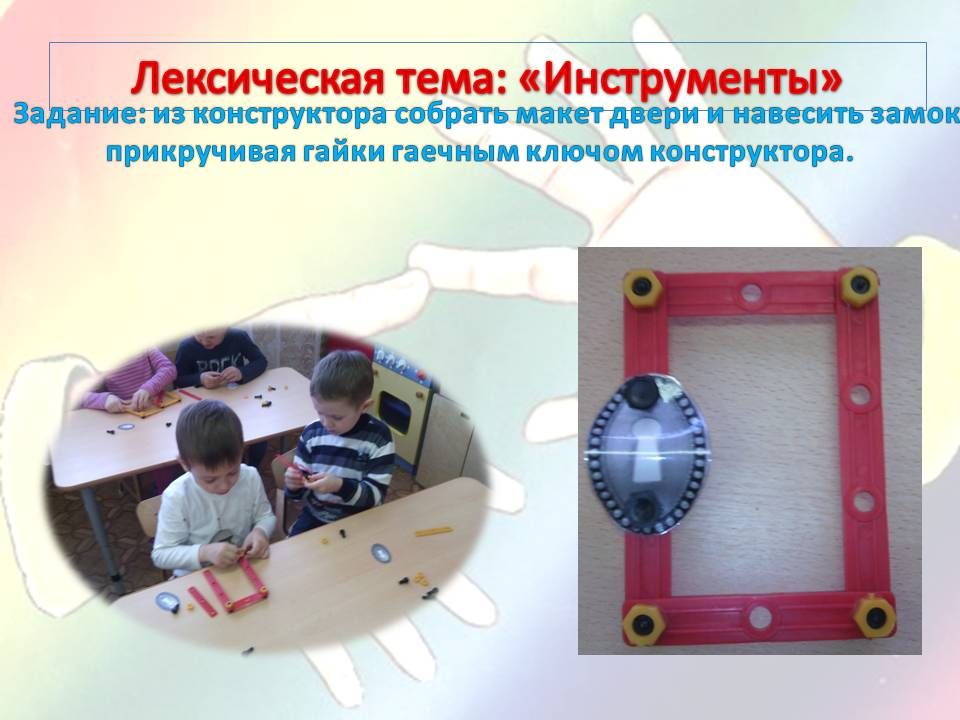 Лексическая тема: «Инструменты»
Задание: из конструктора собрать макет двери и навесить замок
прикручивая гайки гаечным ключом конструктора.